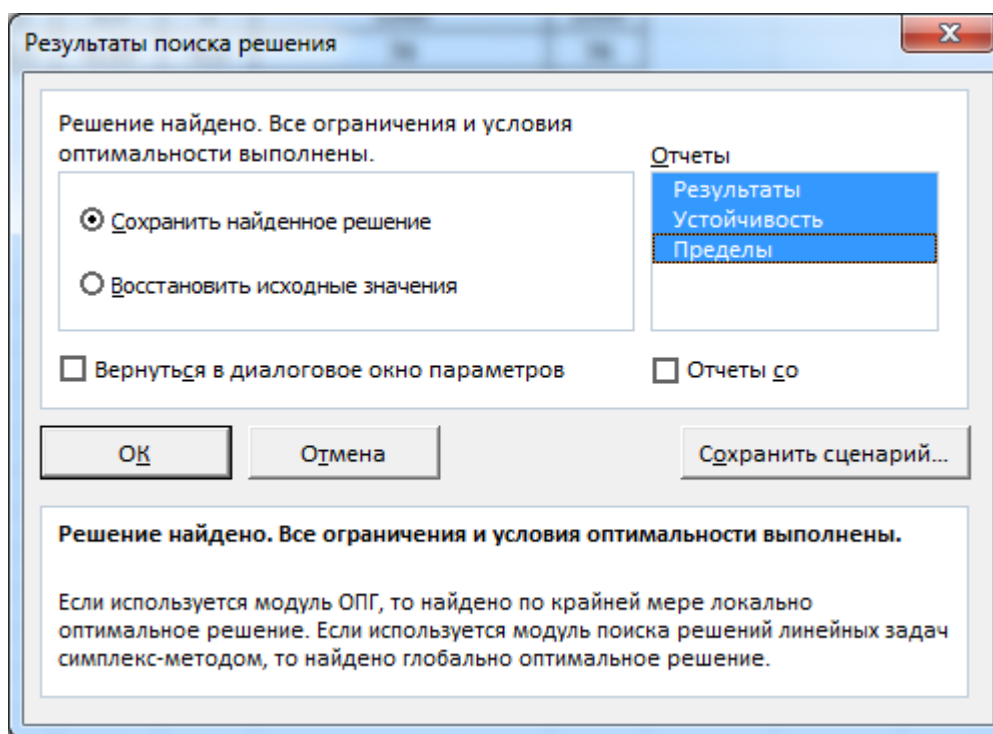 Результаты поиска решения
Решение найдено. Все ограничения и условия
оптимальности выполнены.
Отчеты
Результаты
Устойчивость
Пределы
Сохранить найденное решение
Восстановить исходные значения
Вернуться в диалоговое окно параметров
Отчеты со
ОК
Отмена
Сохранить сценарий...
Решение найдено. Все ограничения и условия оптимальности выполнены.
Если используется модуль ОПГ, то найдено по крайней мере локально
оптимальное решение. Если используется модуль поиска решений линейных задач
симплекс-методом, то найдено глобально оптимальное решение.